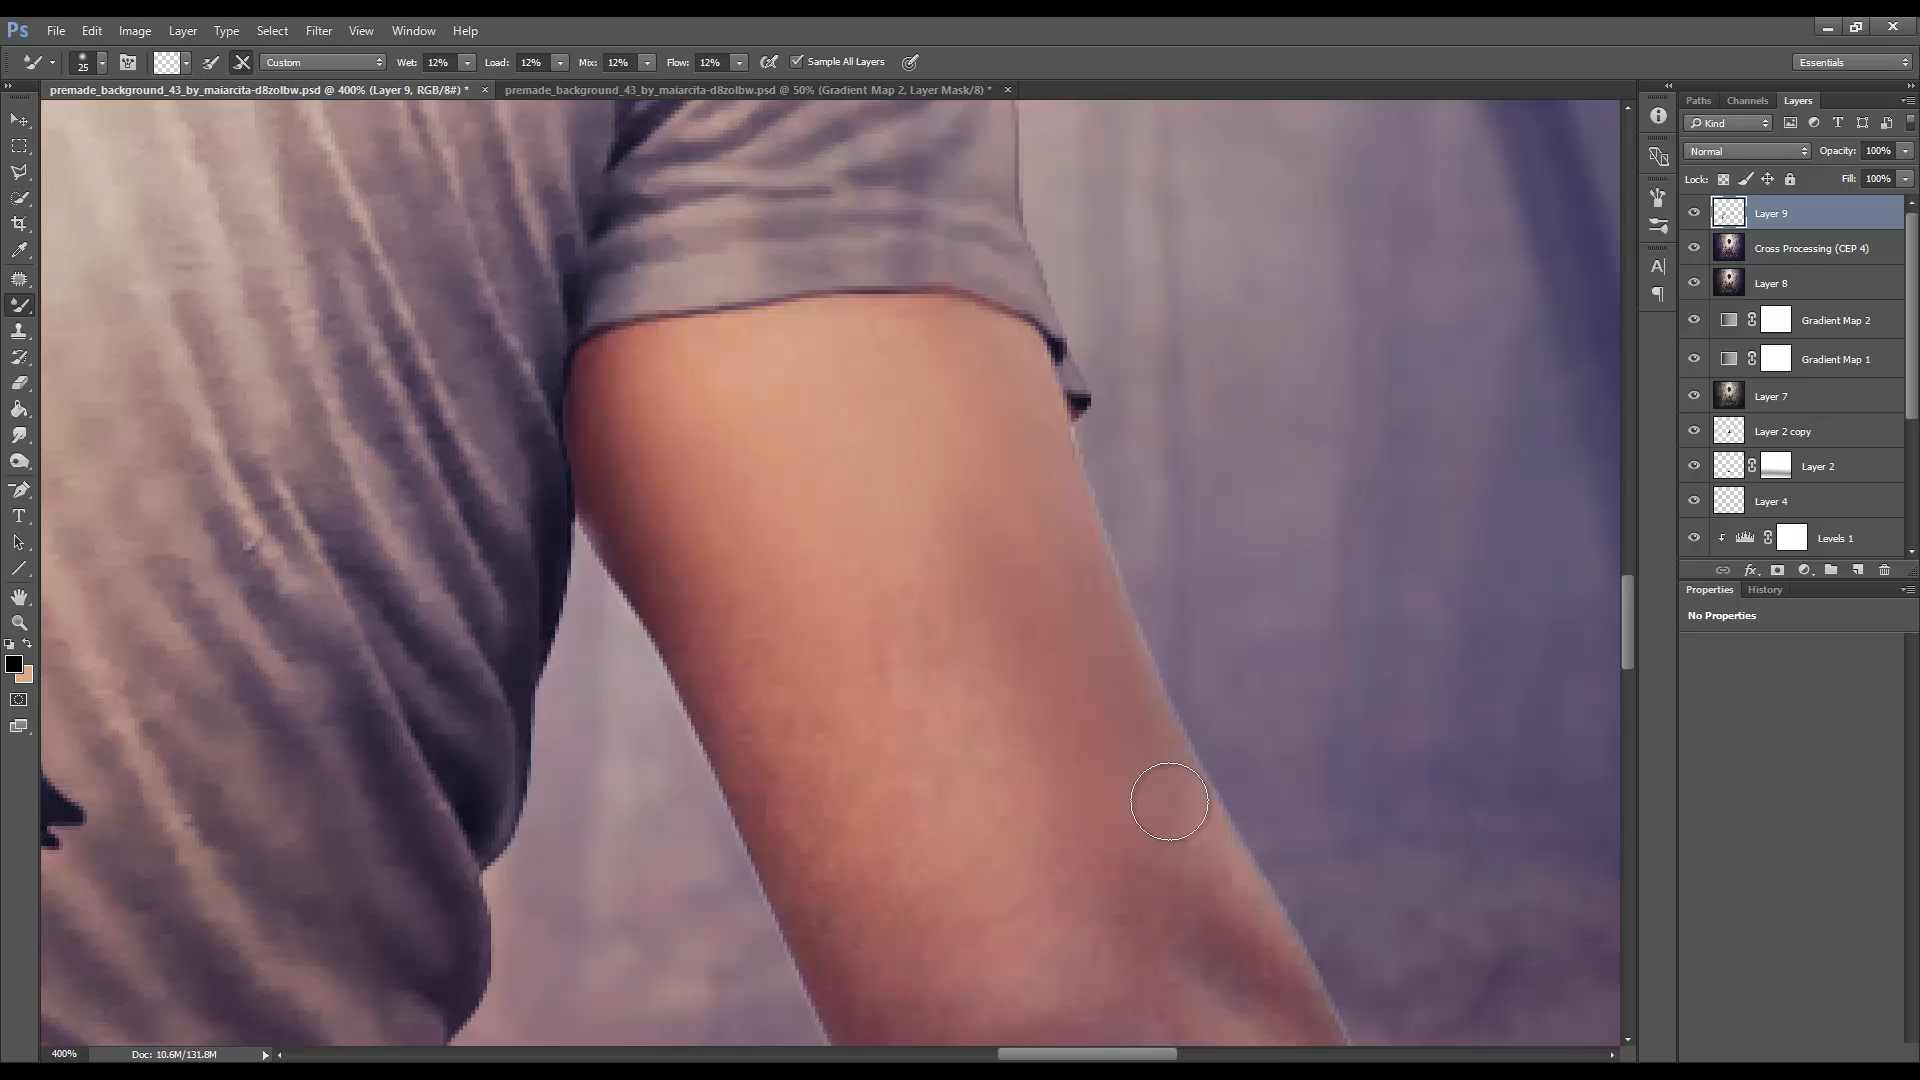 Ps File Edit Image Layer Type Select Filter View Window Help
25 Custom Wet: 12% Load: 12% Mix: 12% Flow: 12% Sample All Layers Essentials
premade_background_43_by_maiarcita-d8zolbw.psd @ 400% (Layer 9, RGB/8#) * × premade_background_43_by_maiarcita-d8zolbw.psd @ 50% (Gradient Map 2, Layer Mask/8) * ×
Paths Channels Layers
Kind
Normal Opacity: 100%
Lock: Fill: 100%
Layer 9
Cross Processing (CEP 4)
Layer 8
Gradient Map 2
Gradient Map 1
Layer 7
Layer 2 copy
Layer 2
Layer 4
Levels 1
fx
Properties History
No Properties
400% Doc: 10.6M/131.8M